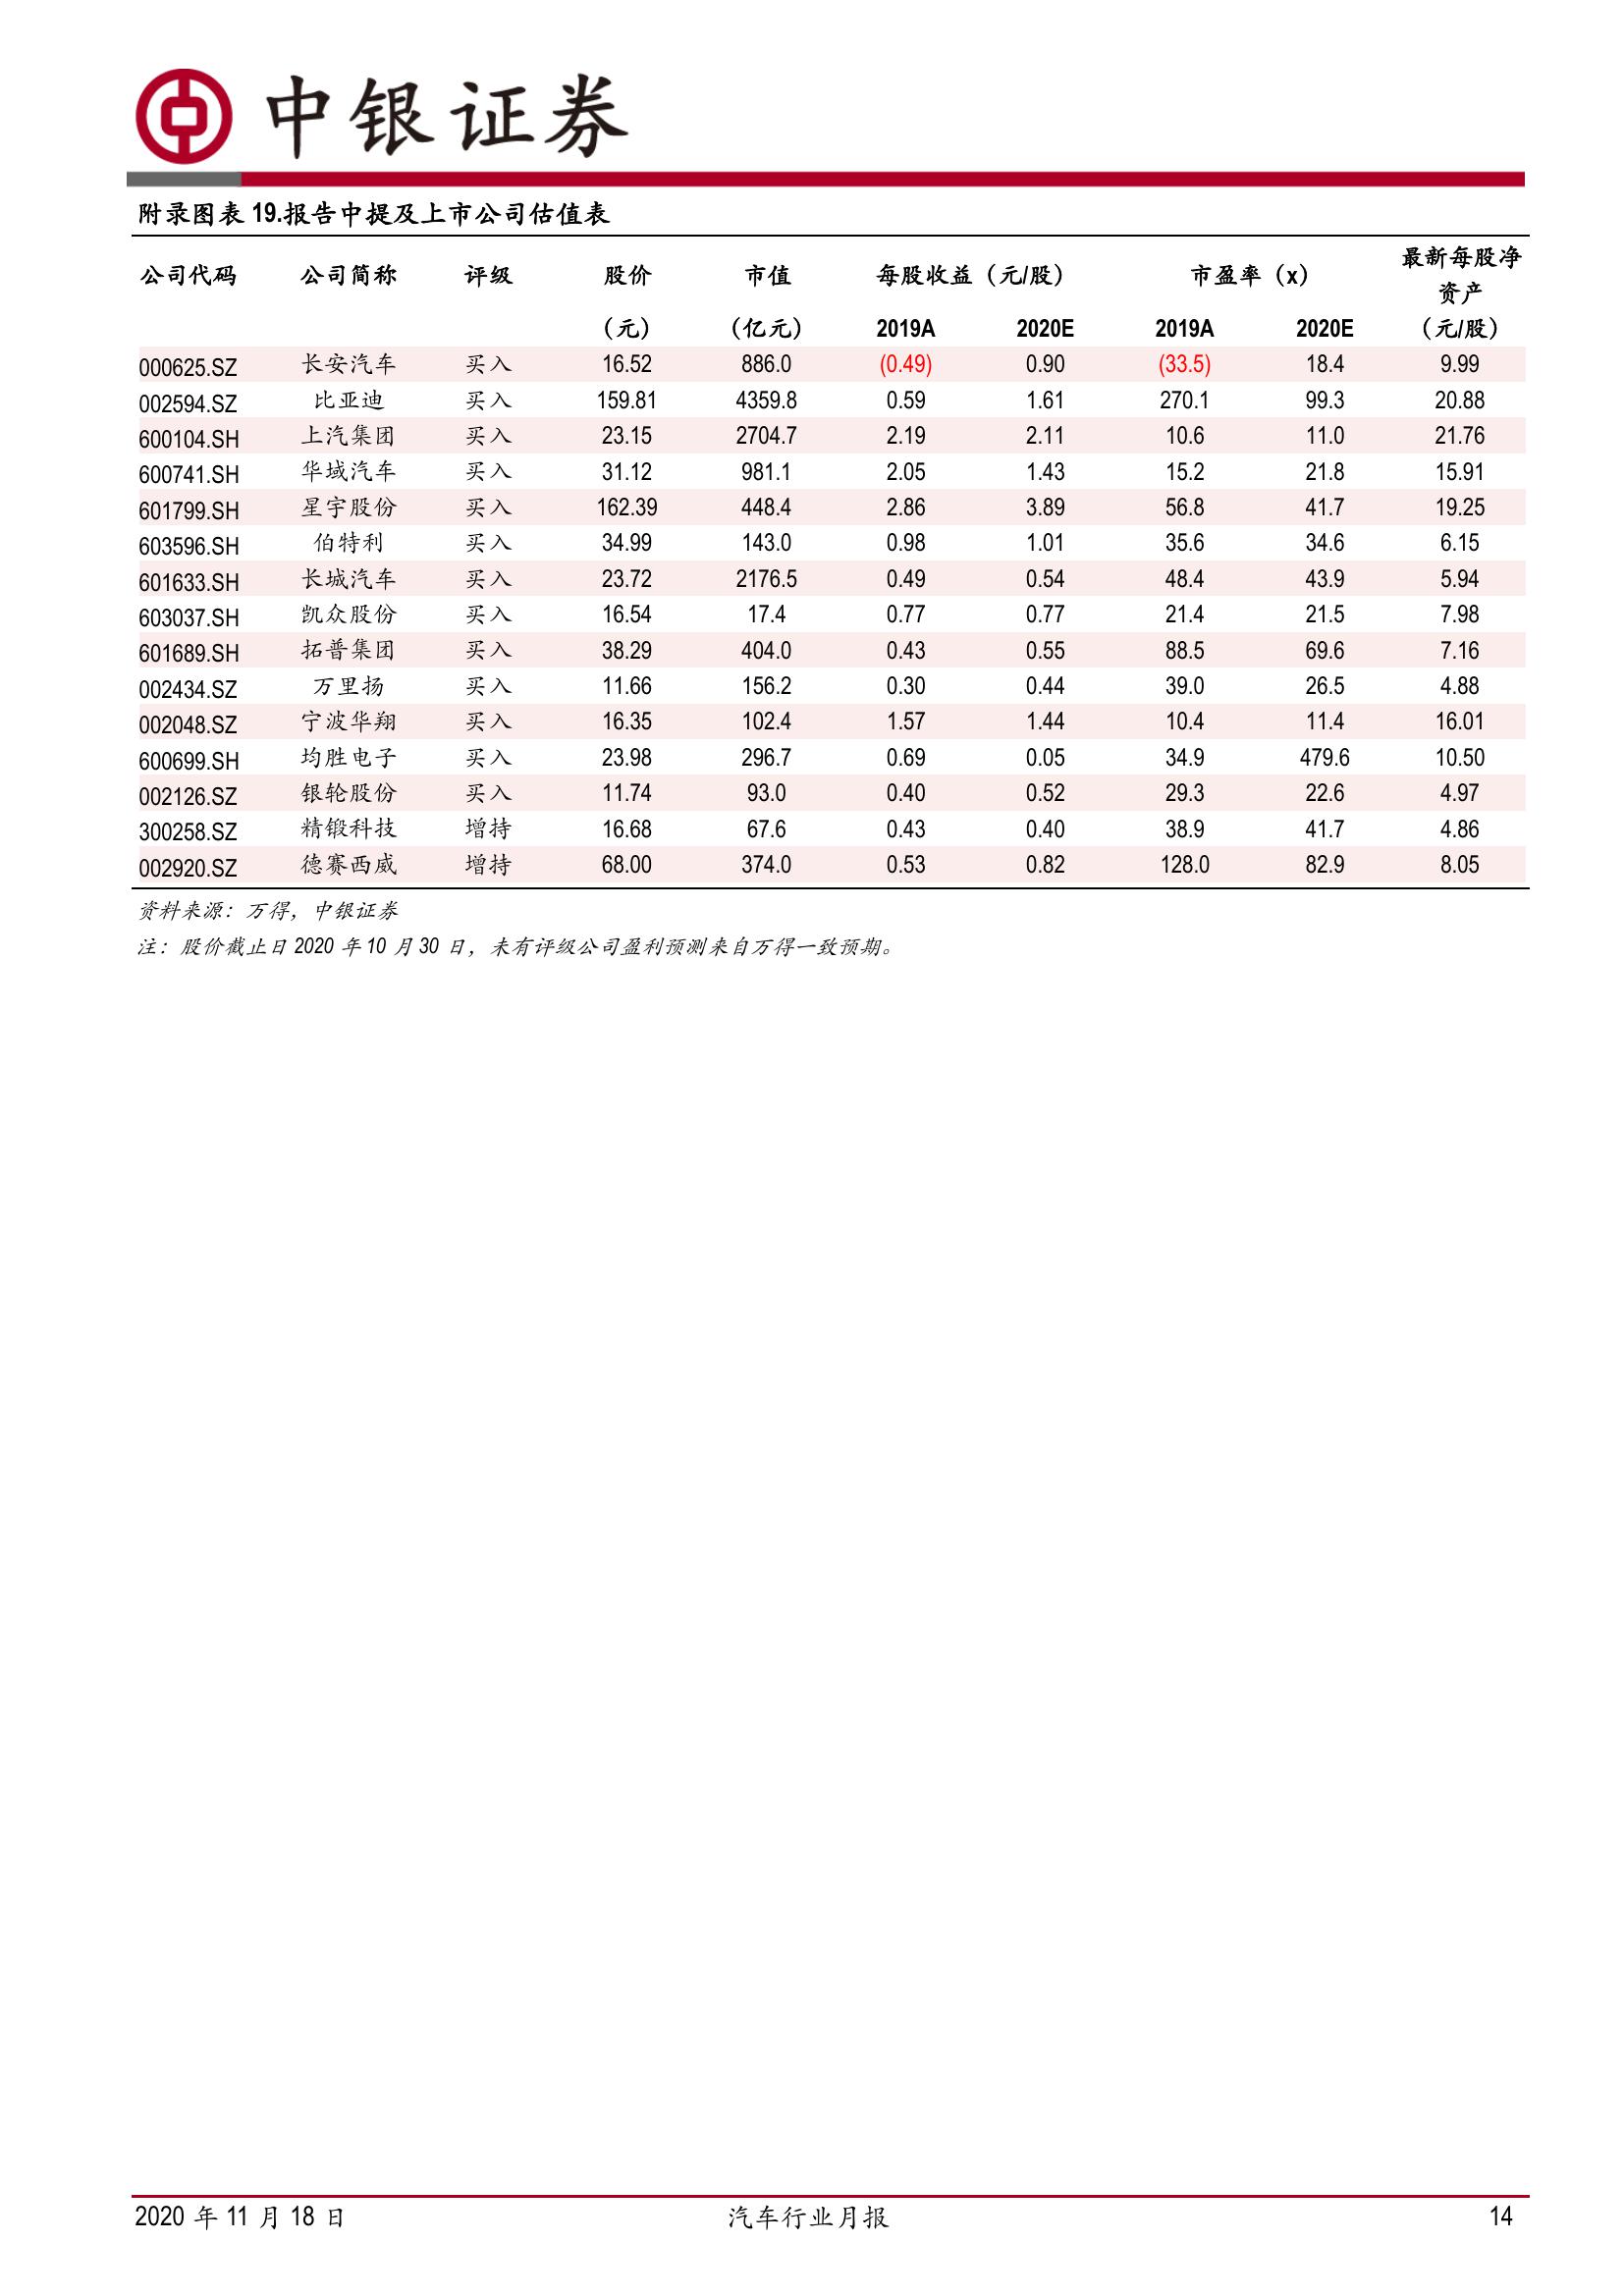 中银证券
附录图表 19.报告中提及上市公司估值表
公司代码 公司简称 评级 股价 市值 每股收益（元/股） 市盈率（x） 最新每股净
资产
（元） （亿元） 2019A 2020E 2019A 2020E （元/股）
000625.SZ 长安汽车 买入 16.52 886.0 (0.49) 0.90 (33.5) 18.4 9.99
002594.SZ 比亚迪 买入 159.81 4359.8 0.59 1.61 270.1 99.3 20.88
600104.SH 上汽集团 买入 23.15 2704.7 2.19 2.11 10.6 11.0 21.76
600741.SH 华域汽车 买入 31.12 981.1 2.05 1.43 15.2 21.8 15.91
601799.SH 星宇股份 买入 162.39 448.4 2.86 3.89 56.8 41.7 19.25
603596.SH 伯特利 买入 34.99 143.0 0.98 1.01 35.6 34.6 6.15
601633.SH 长城汽车 买入 23.72 2176.5 0.49 0.54 48.4 43.9 5.94
603037.SH 凯众股份 买入 16.54 17.4 0.77 0.77 21.4 21.5 7.98
601689.SH 拓普集团 买入 38.29 404.0 0.43 0.55 88.5 69.6 7.16
002434.SZ 万里扬 买入 11.66 156.2 0.30 0.44 39.0 26.5 4.88
002048.SZ 宁波华翔 买入 16.35 102.4 1.57 1.44 10.4 11.4 16.01
600699.SH 均胜电子 买入 23.98 296.7 0.69 0.05 34.9 479.6 10.50
002126.SZ 银轮股份 买入 11.74 93.0 0.40 0.52 29.3 22.6 4.97
300258.SZ 精锻科技 增持 16.68 67.6 0.43 0.40 38.9 41.7 4.86
002920.SZ 德赛西威 增持 68.00 374.0 0.53 0.82 128.0 82.9 8.05
资料来源：万得，中银证券
注：股价截止日 2020 年 10 月 30 日，未有评级公司盈利预测来自万得一致预期。
2020 年 11 月 18 日 汽车行业月报 14